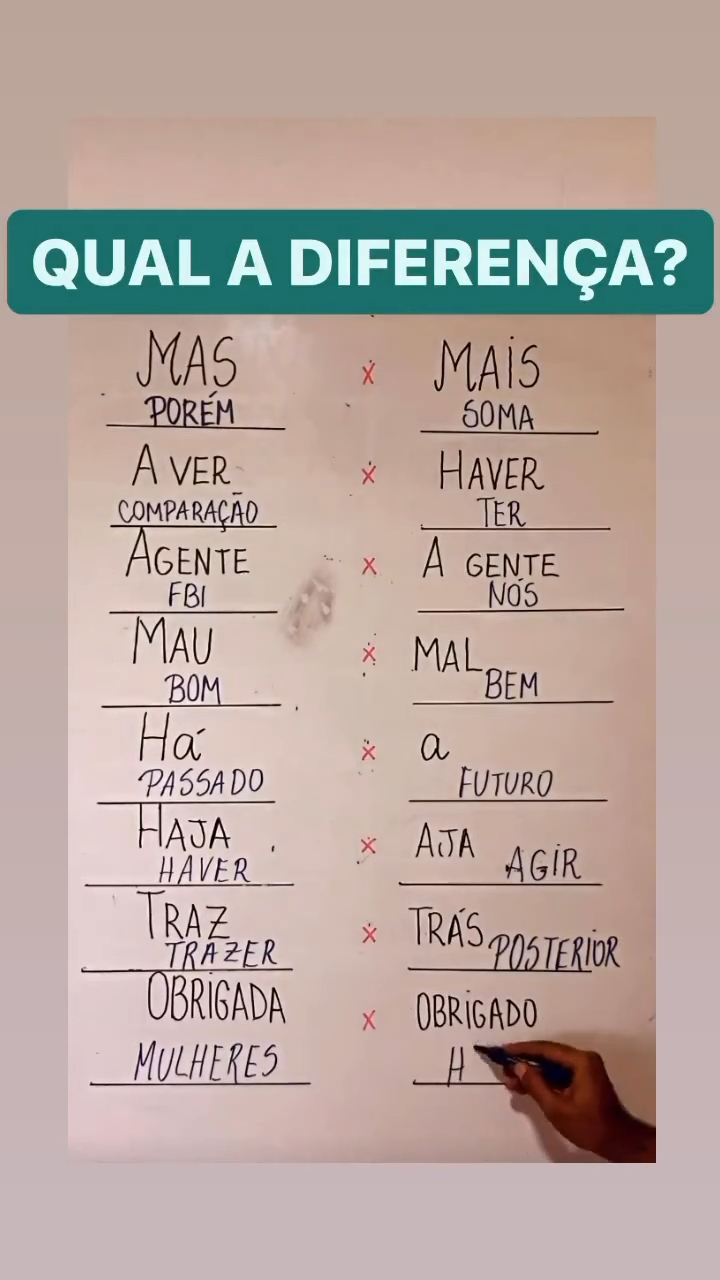 QUAL A DIFERENÇA?
MAS X MAIS
PORÉM SOMA
A VER X HAVER
COMPARAÇÃO TER
AGENTE X A GENTE
FBI NÓS
MAU X MAL
BOM BEM
Há X a
PASSADO FUTURO
HAJA X AJA
HAVER AGIR
TRAZ X TRÁS
TRAZER POSTERIOR
OBRIGADA X OBRIGADO
MULHERES H